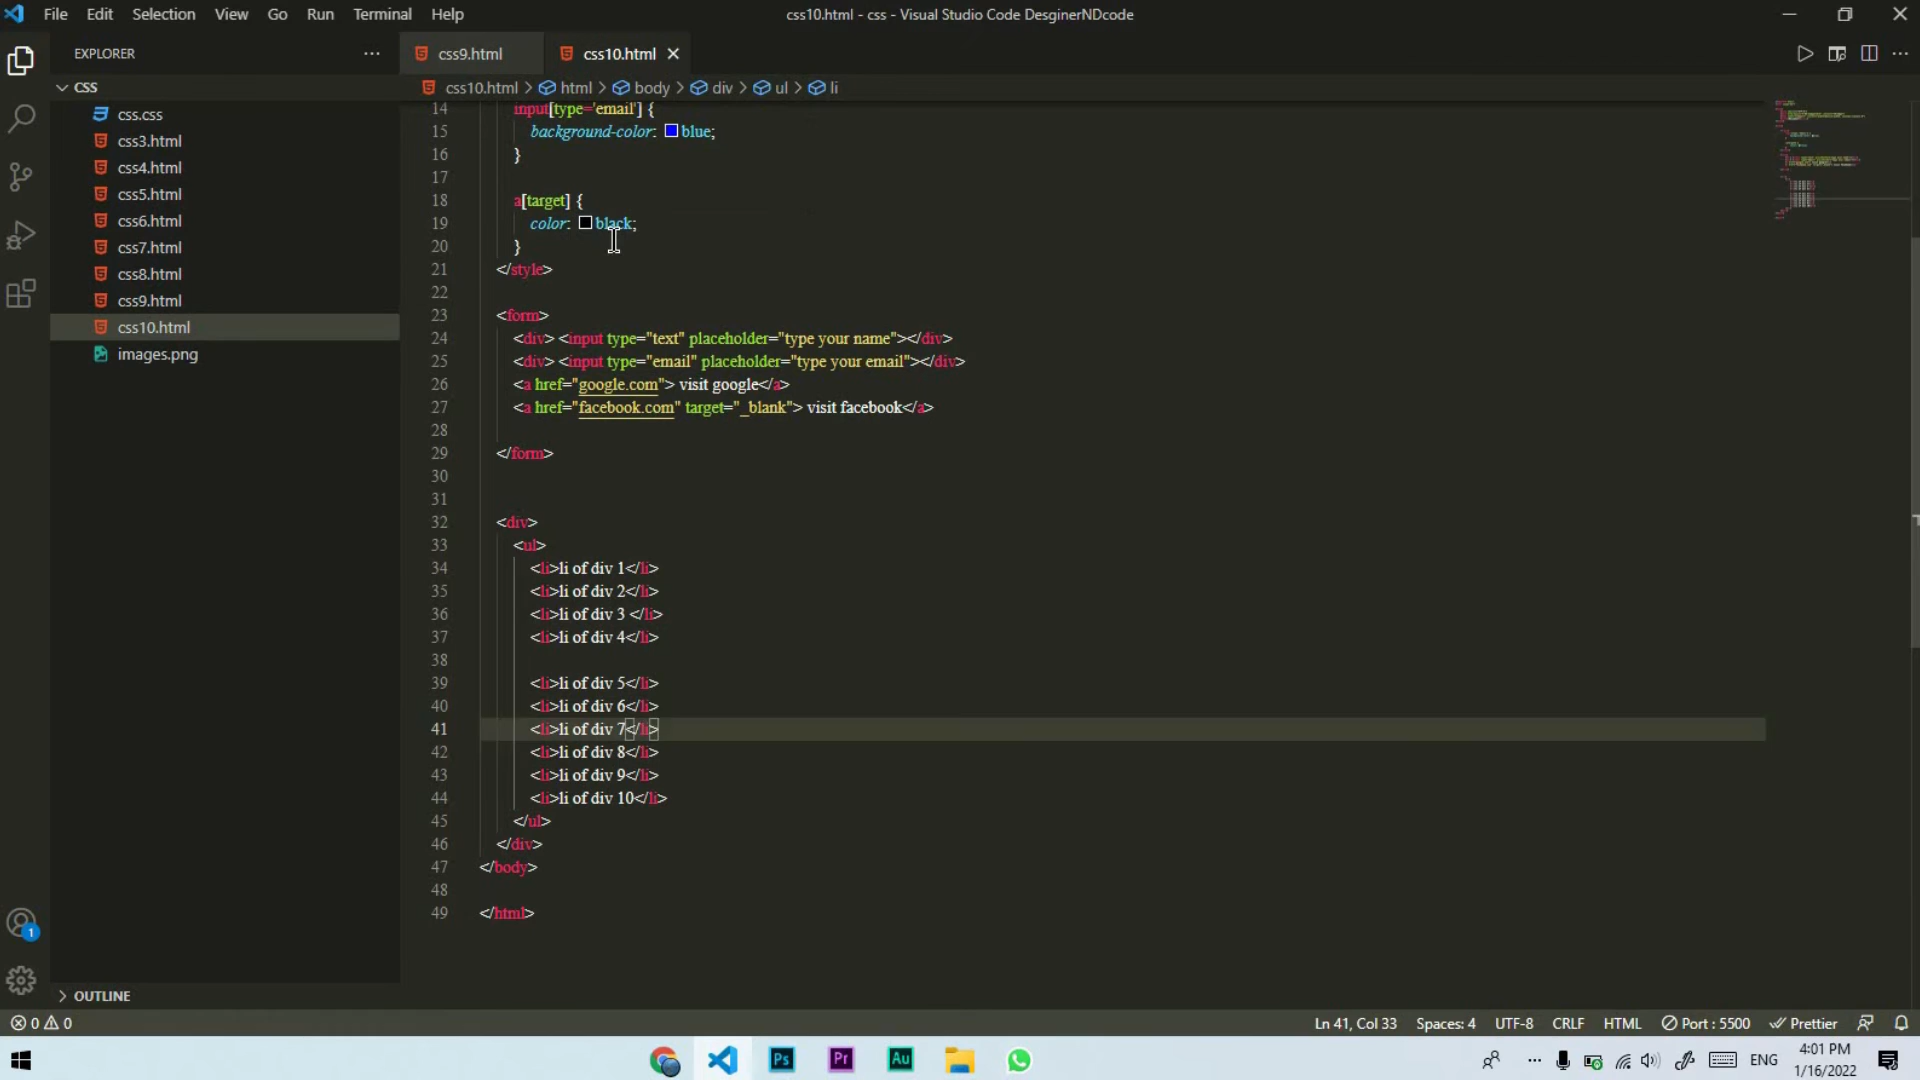 File Edit Selection View Go Run Terminal Help
css10.html - css - Visual Studio Code DesginerNDcode
EXPLORER
CSS
css.css
css3.html
css4.html
css5.html
css6.html
css7.html
css8.html
css9.html
css10.html
images.png
OUTLINE
css9.html
css10.html
css10.html > html > body > div > ul > li
14 input[type='email'] {
15 background-color: blue;
16 }
17
18 a[target] {
19 color: black;
20 }
21 </style>
22
23 <form>
24 <div> <input type="text" placeholder="type your name"></div>
25 <div> <input type="email" placeholder="type your email"></div>
26 <a href="google.com"> visit google</a>
27 <a href="facebook.com" target="_blank"> visit facebook</a>
28
29 </form>
30
31
32 <div>
33 <ul>
34 <li>li of div 1</li>
35 <li>li of div 2</li>
36 <li>li of div 3 </li>
37 <li>li of div 4</li>
38
39 <li>li of div 5</li>
40 <li>li of div 6</li>
41 <li>li of div 7</li>
42 <li>li of div 8</li>
43 <li>li of div 9</li>
44 <li>li of div 10</li>
45 </ul>
46 </div>
47 </body>
48
49 </html>
1
0 0
Ln 41, Col 33 Spaces: 4 UTF-8 CRLF HTML Port : 5500 Prettier
Ps Pr Au
ENG
4:01 PM
1/16/2022